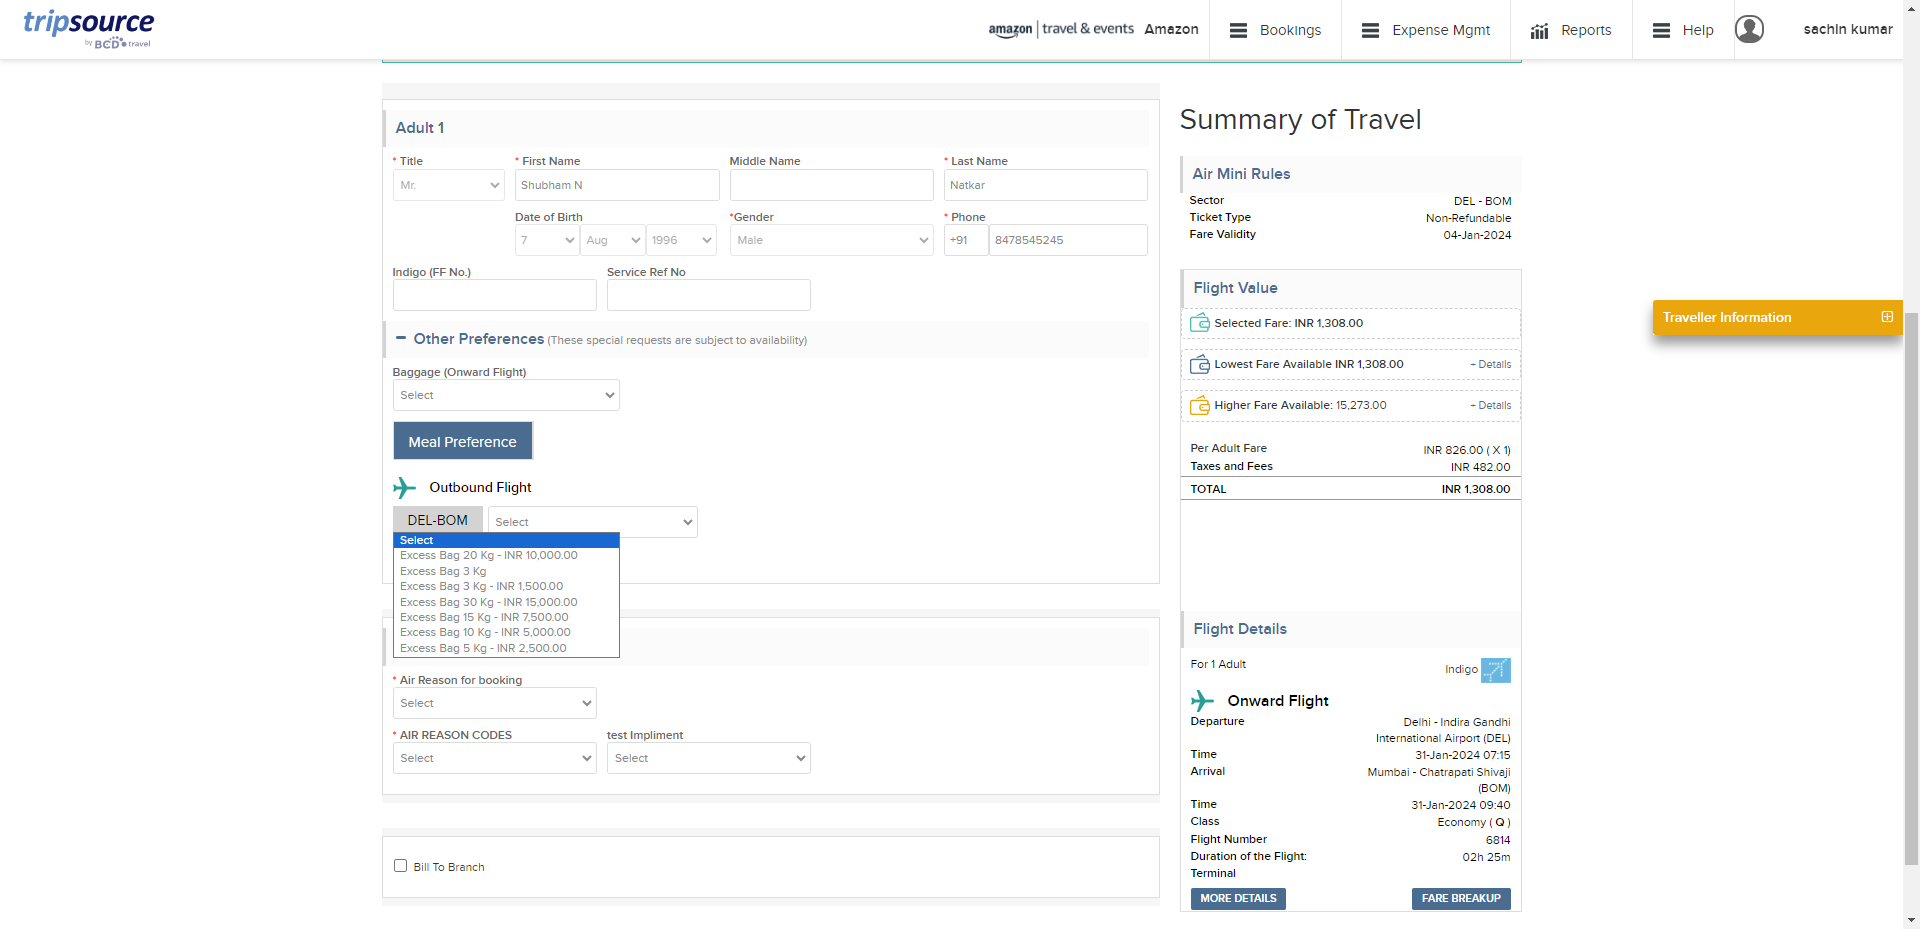 tripsource
by BCD travel
amazon | travel & events Amazon
Bookings
Expense Mgmt
Reports
Help
sachin kumar
Adult 1
* Title
* First Name
Middle Name
* Last Name
Mr.
Shubham N
Natkar
Date of Birth
*Gender
* Phone
7
Aug
1996
Male
+91
8478545245
Indigo (FF No.)
Service Ref No
Other Preferences (These special requests are subject to availability)
Baggage (Onward Flight)
Select
Meal Preference
Outbound Flight
DEL-BOM
Select
Select
Excess Bag 20 Kg - INR 10,000.00
Excess Bag 3 Kg
Excess Bag 3 Kg - INR 1,500.00
Excess Bag 30 Kg - INR 15,000.00
Excess Bag 15 Kg - INR 7,500.00
Excess Bag 10 Kg - INR 5,000.00
Excess Bag 5 Kg - INR 2,500.00
* Air Reason for booking
Select
* AIR REASON CODES
test Impliment
Select
Select
Bill To Branch
Summary of Travel
Air Mini Rules
Sector DEL - BOM
Ticket Type Non-Refundable
Fare Validity 04-Jan-2024
Flight Value
Selected Fare: INR 1,308.00
Lowest Fare Available INR 1,308.00 + Details
Higher Fare Available: 15,273.00 + Details
Per Adult Fare INR 826.00 ( X 1)
Taxes and Fees INR 482.00
TOTAL INR 1,308.00
Flight Details
For 1 Adult Indigo
Onward Flight
Departure Delhi - Indira Gandhi
International Airport (DEL)
Time 31-Jan-2024 07:15
Arrival Mumbai - Chatrapati Shivaji
(BOM)
Time 31-Jan-2024 09:40
Class Economy ( Q )
Flight Number 6814
Duration of the Flight: 02h 25m
Terminal
MORE DETAILS
FARE BREAKUP
Traveller Information